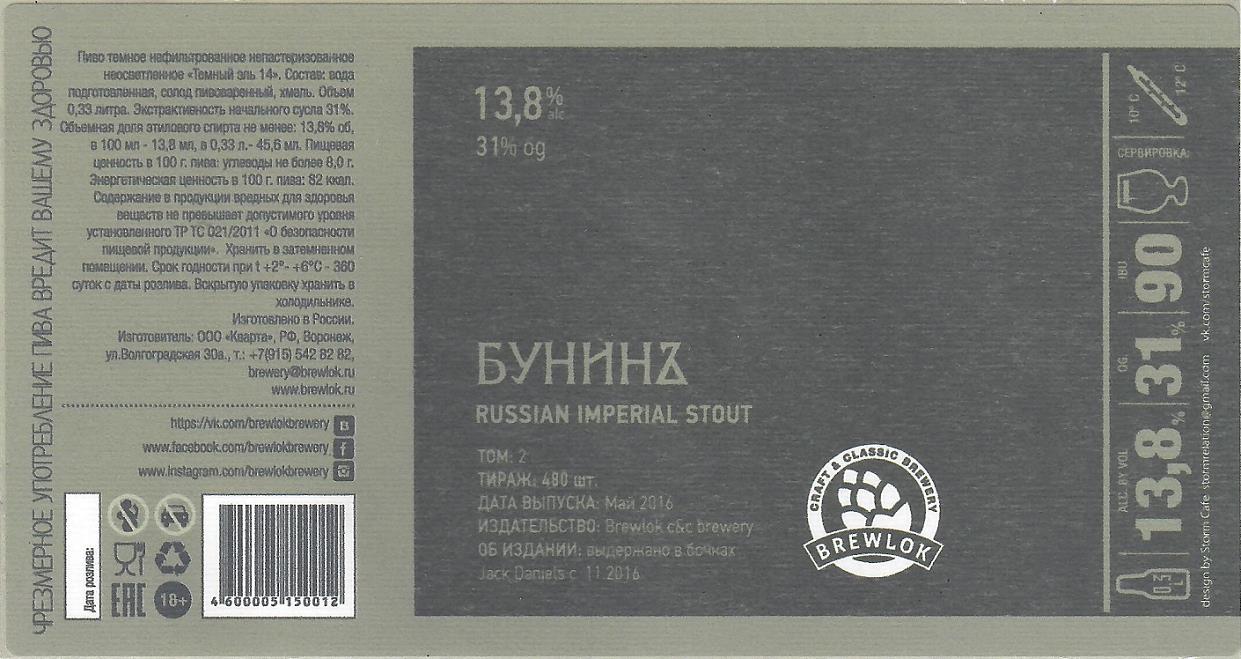 ЧРЕЗМЕРНОЕ УПОТРЕБЛЕНИЕ ПИВА ВРЕДИТ ВАШЕМУ ЗДОРОВЬЮ
Пиво темное нефильтрованное непастеризованное
неосветленное «Темный эль 14». Состав: вода
подготовленная, солод пивоваренный, хмель. Объем
0,33 литра. Экстрактивность начального сусла 31%.
Объемная доля этилового спирта не менее: 13,8% об,
в 100 мл - 13,8 мл, в 0,33 л.- 45,6 мл. Пищевая
ценность в 100 г. пива: углеводы не более 8,0 г.
Энергетическая ценность в 100 г. пива: 82 ккал.
Содержание в продукции вредных для здоровья
веществ не превышает допустимого уровня
установленного ТР ТС 021/2011 «О безопасности
пищевой продукции». Хранить в затемненном
помещении. Срок годности при t +2°- +6°C - 360
суток с даты розлива. Вскрытую упаковку хранить в
холодильнике.
Изготовлено в России.
Изготовитель: ООО «Кварта», РФ, Воронеж,
ул.Волгоградская 30а., т.: +7(915) 542 82 82,
brewery@brewlok.ru
www.brewlok.ru
https://vk.com/brewlokbrewery
www.facebook.com/brewlokbrewery
www.instagram.com/brewlokbrewery
Дата розлива:
EAC
18+
4 600005 150012
13,8% alc
31% og
БУНИНЪ
RUSSIAN IMPERIAL STOUT
ТОМ: 2
ТИРАЖ: 480 шт.
ДАТА ВЫПУСКА: Май 2016
ИЗДАТЕЛЬСТВО: Brewlok c&c brewery
ОБ ИЗДАНИИ: выдержано в бочках
Jack Daniels с 11.2016
CRAFT & CLASSIC BREWERY
BREWLOK
0,3 L
ALC. BY VOL
13,8%
OG.
31%
IBU
90
СЕРВИРОВКА:
10° C
12° C
design by Storm Cafe stormrelation@gmail.com vk.com/stormcafe